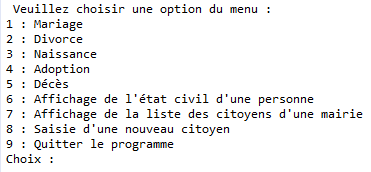 Veuillez choisir une option du menu :
1 : Mariage
2 : Divorce
3 : Naissance
4 : Adoption
5 : Décès
6 : Affichage de l'état civil d'une personne
7 : Affichage de la liste des citoyens d'une mairie
8 : Saisie d'une nouveau citoyen
9 : Quitter le programme
Choix :